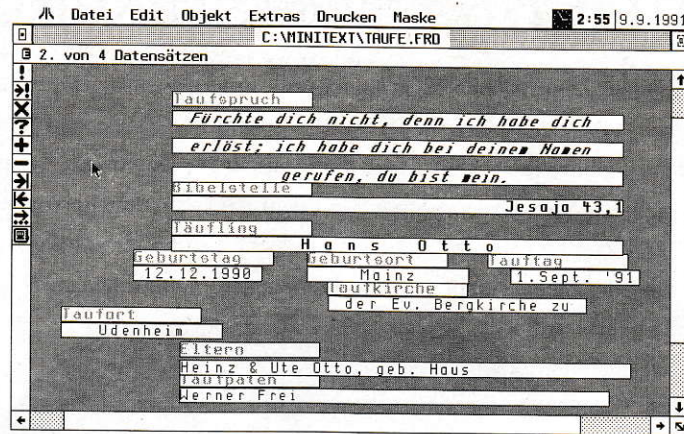 Datei Edit Objekt Extras Drucken Maske 2:55 9.9.1991
C:\MINITEXT\TAUFE.FRD
2. von 4 Datensätzen
Taufspruch
Fürchte dich nicht, denn ich habe dich
erlöst; ich habe dich bei deinem Namen
gerufen, du bist mein.
Bibelstelle
Jesaja 43,1
Täufling
Hans Otto
Geburtstag Geburtsort Tauftag
12.12.1990 Mainz 1.Sept. '91
Taufkirche
der Ev. Bergkirche zu
Taufort
Udenheim
Eltern
Heinz & Ute Otto, geb. Haus
Taufpaten
Werner Frei